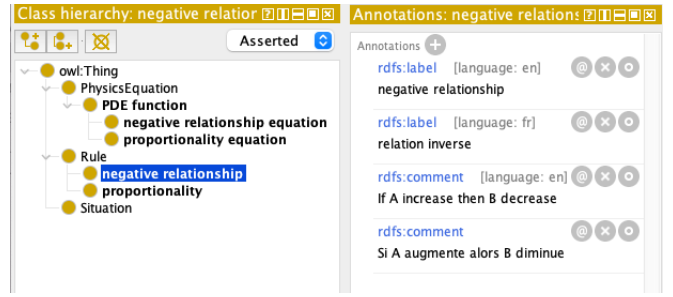 Class hierarchy: negative relatior
Asserted
owl:Thing
PhysicsEquation
PDE function
negative relationship equation
proportionality equation
Rule
negative relationship
proportionality
Situation
Annotations: negative relations
Annotations
rdfs:label [language: en]
negative relationship
rdfs:label [language: fr]
relation inverse
rdfs:comment [language: en]
If A increase then B decrease
rdfs:comment
Si A augmente alors B diminue